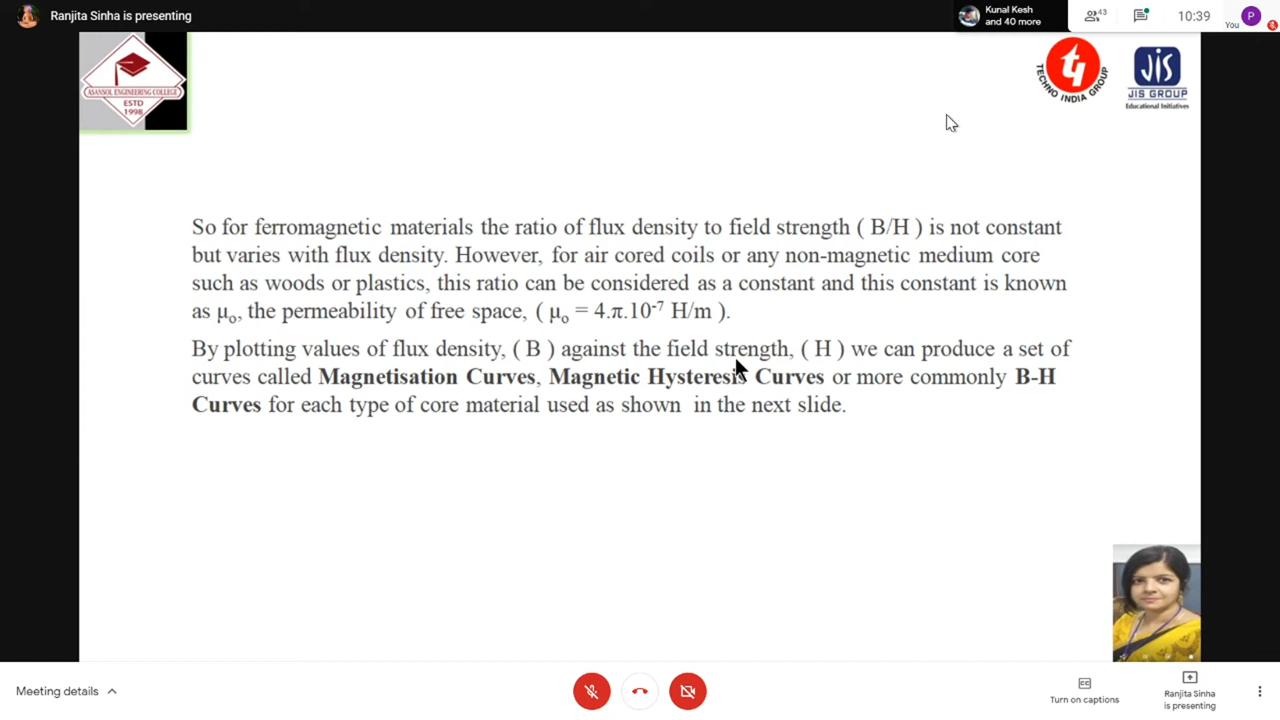 Ranjita Sinha is presenting
Kunal Kesh
and 40 more
43
10:39
P
You
ASANSOL ENGINEERING COLLEGE
ESTD
1998
TECHNO INDIA GROUP
JIS
JIS GROUP
Educational Initiatives
So for ferromagnetic materials the ratio of flux density to field strength ( B/H ) is not constant
but varies with flux density. However, for air cored coils or any non-magnetic medium core
such as woods or plastics, this ratio can be considered as a constant and this constant is known
as μo, the permeability of free space, ( μo = 4.π.10-7 H/m ).
By plotting values of flux density, ( B ) against the field strength, ( H ) we can produce a set of
curves called Magnetisation Curves, Magnetic Hysteresis Curves or more commonly B-H
Curves for each type of core material used as shown in the next slide.
Meeting details
Turn on captions
Ranjita Sinha
is presenting